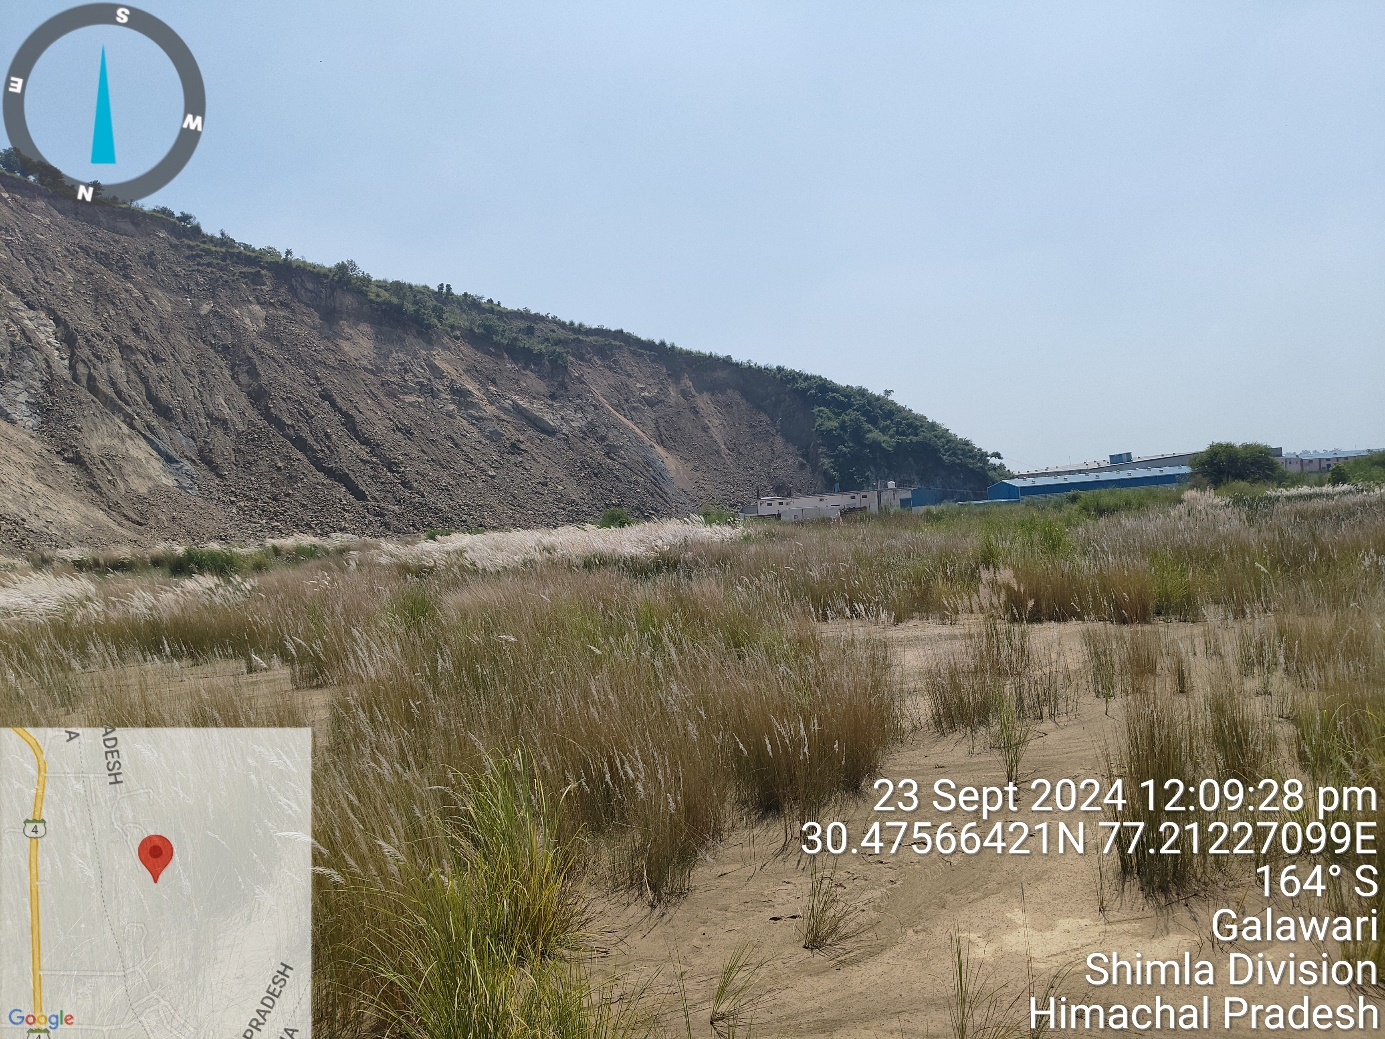 S
E
W
N
A
ADESH
4
PRADESH
A
4
Google
23 Sept 2024 12:09:28 pm
30.47566421N 77.21227099E
164° S
Galawari
Shimla Division
Himachal Pradesh